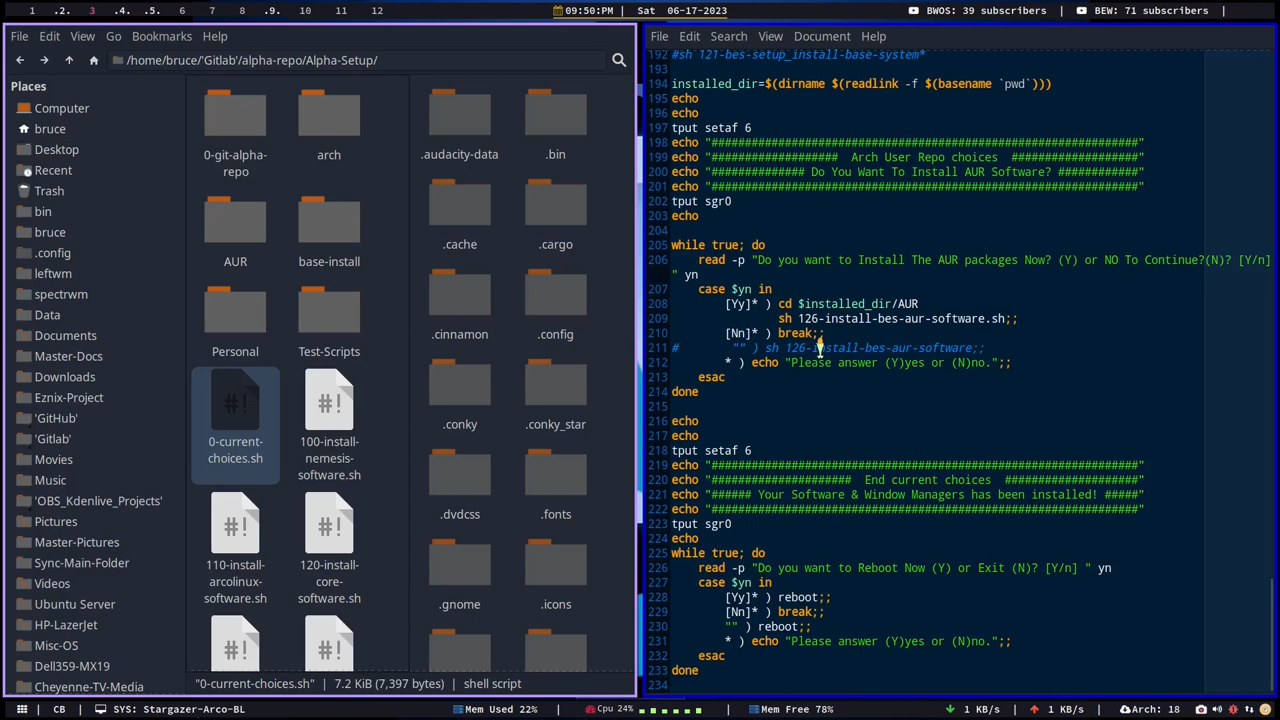 1 .2. 3 .4. .5. 6 7 8 .9. 10 11 12
09:50:PM| Sat 06-17-2023
BWOS: 39 subscribers |
BEW: 71 subscribers |
File Edit View Go Bookmarks Help
/home/bruce/'Gitlab'/alpha-repo/Alpha-Setup/
Places
Computer
bruce
Desktop
Recent
Trash
bin
bruce
.config
leftwm
spectrwm
Data
Documents
Master-Docs
Downloads
Eznix-Project
'GitHub'
'Gitlab'
Movies
Music
'OBS_Kdenlive_Projects'
Pictures
Master-Pictures
Sync-Main-Folder
Videos
Ubuntu Server
HP-LazerJet
Misc-OS
Dell359-MX19
Cheyenne-TV-Media
0-git-alpha-
repo
arch
AUR
base-install
Personal
Test-Scripts
#!
0-current-
choices.sh
#!
100-install-
nemesis-
software.sh
#!
110-install-
arcolinux-
software.sh
#!
120-install-
core-
software.sh
#!
#!
.audacity-data
.bin
.cache
.cargo
.cinnamon
.config
.conky
.conky_star
.dvdcss
.fonts
.gnome
.icons
"0-current-choices.sh" | 7.2 KiB (7,397 bytes) | shell script
File Edit Search View Document Help
192 #sh 121-bes-setup_install-base-system*
193
194 installed_dir=$(dirname $(readlink -f $(basename `pwd`)))
195 echo
196 echo
197 tput setaf 6
198 echo "################################################################"
199 echo "###################  Arch User Repo choices  ###################"
200 echo "############## Do You Want To Install AUR Software? ############"
201 echo "################################################################"
202 tput sgr0
203 echo
204
205 while true; do
206     read -p "Do you want to Install The AUR packages Now? (Y) or NO To Continue?(N)? [Y/n]
" yn
207     case $yn in
208         [Yy]* ) cd $installed_dir/AUR
209                 sh 126-install-bes-aur-software.sh;;
210         [Nn]* ) break;;
211 #        "" ) sh 126-install-bes-aur-software;;
212         * ) echo "Please answer (Y)yes or (N)no.";;
213     esac
214 done
215
216 echo
217 echo
218 tput setaf 6
219 echo "################################################################"
220 echo "#####################  End current choices  ####################"
221 echo "###### Your Software & Window Managers has been installed! #####"
222 echo "################################################################"
223 tput sgr0
224 echo
225 while true; do
226     read -p "Do you want to Reboot Now (Y) or Exit (N)? [Y/n] " yn
227     case $yn in
228         [Yy]* ) reboot;;
229         [Nn]* ) break;;
230         "" ) reboot;;
231         * ) echo "Please answer (Y)yes or (N)no.";;
232     esac
233 done
234
CB
SYS: Stargazer-Arco-BL
Mem Used 22%
Cpu 24%
Mem Free 78%
1 KB/s
1 KB/s
Arch: 18